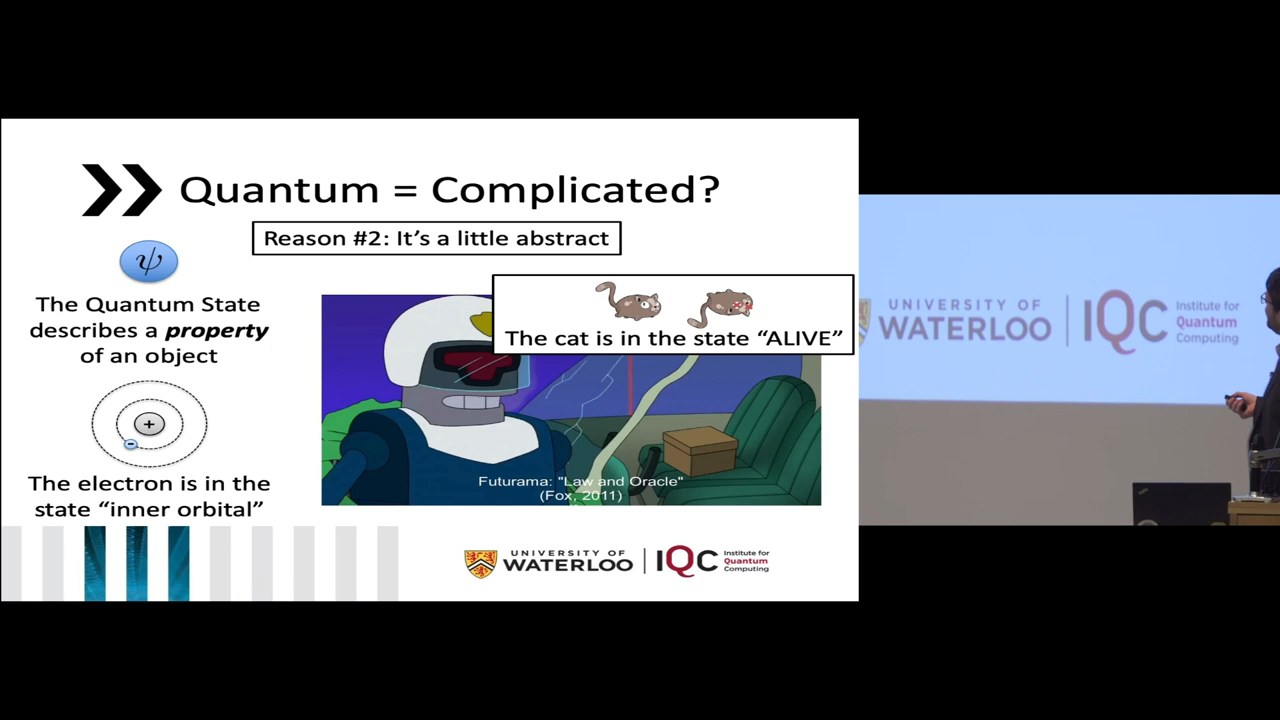 Quantum = Complicated?
Reason #2: It's a little abstract
ψ
The Quantum State
describes a property
of an object
+
−
The electron is in the
state “inner orbital”
The cat is in the state “ALIVE”
Futurama: "Law and Oracle"
(Fox, 2011)
UNIVERSITY OF
WATERLOO
IQC
Institute for
Quantum
Computing
UNIVERSITY OF
WATERLOO
IQC
Institute for
Quantum
Computing